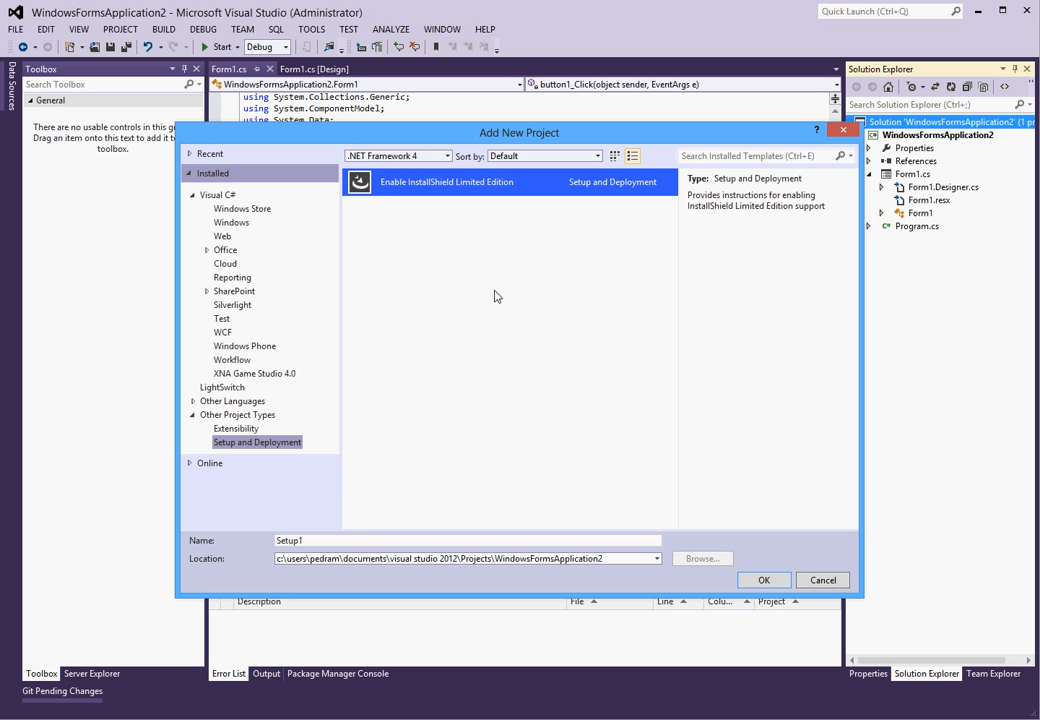 WindowsFormsApplication2 - Microsoft Visual Studio (Administrator)
Quick Launch (Ctrl+Q)
FILE EDIT VIEW PROJECT BUILD DEBUG TEAM SQL TOOLS TEST ANALYZE WINDOW HELP
Start Debug
Data Sources
Toolbox
Search Toolbox
General
There are no usable controls in this gr
Drag an item onto this text to add it to
toolbox.
Form1.cs Form1.cs [Design]
WindowsFormsApplication2.Form1 button1_Click(object sender, EventArgs e)
using System.Collections.Generic;
using System.ComponentModel;
using System.Data;
Solution Explorer
Search Solution Explorer (Ctrl+;)
Solution 'WindowsFormsApplication2' (1 pr
WindowsFormsApplication2
Properties
References
Form1.cs
Form1.Designer.cs
Form1.resx
Form1
Program.cs
Add New Project
Recent
Installed
Visual C#
Windows Store
Windows
Web
Office
Cloud
Reporting
SharePoint
Silverlight
Test
WCF
Windows Phone
Workflow
XNA Game Studio 4.0
LightSwitch
Other Languages
Other Project Types
Extensibility
Setup and Deployment
Online
.NET Framework 4 Sort by: Default
Search Installed Templates (Ctrl+E)
Enable InstallShield Limited Edition Setup and Deployment
Type: Setup and Deployment
Provides instructions for enabling
InstallShield Limited Edition support
Name: Setup1
Location: c:\users\pedram\documents\visual studio 2012\Projects\WindowsFormsApplication2
Browse...
OK Cancel
Description File Line Colu... Project
Toolbox Server Explorer
Error List Output Package Manager Console
Properties Solution Explorer Team Explorer
Git Pending Changes